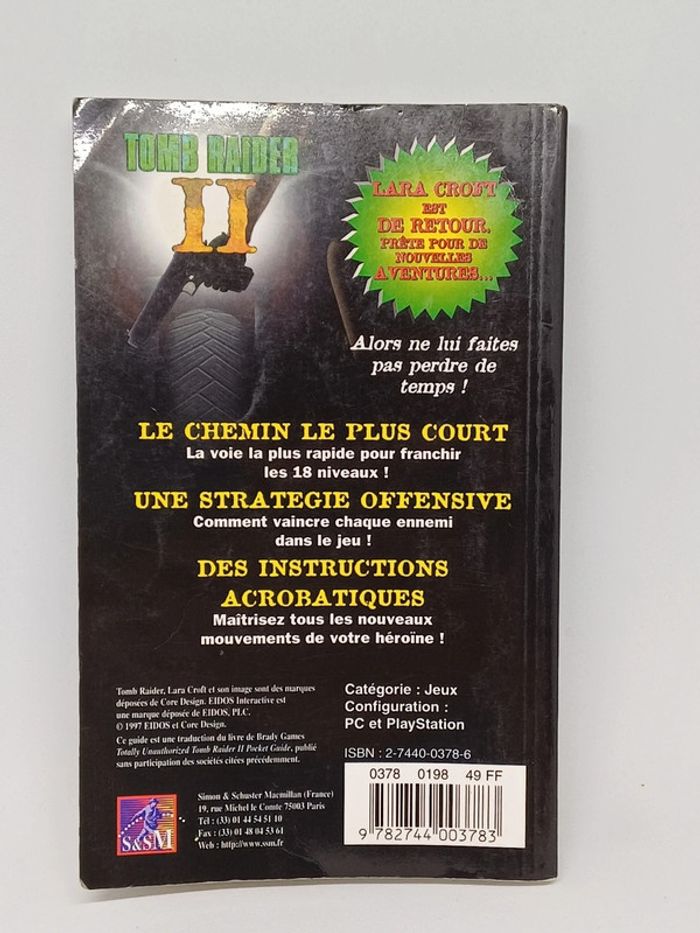 TOMB RAIDER
II
LARA CROFT
EST
DE RETOUR,
PRÊTE POUR DE
NOUVELLES
AVENTURES...
Alors ne lui faites
pas perdre de
temps !
LE CHEMIN LE PLUS COURT
La voie la plus rapide pour franchir
les 18 niveaux !
UNE STRATEGIE OFFENSIVE
Comment vaincre chaque ennemi
dans le jeu !
DES INSTRUCTIONS
ACROBATIQUES
Maîtrisez tous les nouveaux
mouvements de votre héroïne !
Tomb Raider, Lara Croft et son image sont des marques
déposées de Core Design. EIDOS Interactive est
une marque déposée de EIDOS, PLC.
© 1997 EIDOS et Core Design.
Ce guide est une traduction du livre de Brady Games
Totally Unauthorized Tomb Raider II Pocket Guide, publié
sans participation des sociétés citées précédemment.
Catégorie : Jeux
Configuration :
PC et PlayStation
ISBN : 2-7440-0378-6
0378 0198 49 FF
9 782744 003783
S&SM
Simon & Schuster Macmillan (France)
19, rue Michel le Comte 75003 Paris
Tél : (33) 01 44 54 51 10
Fax : (33) 01 48 04 53 61
Web : http://www.ssm.fr